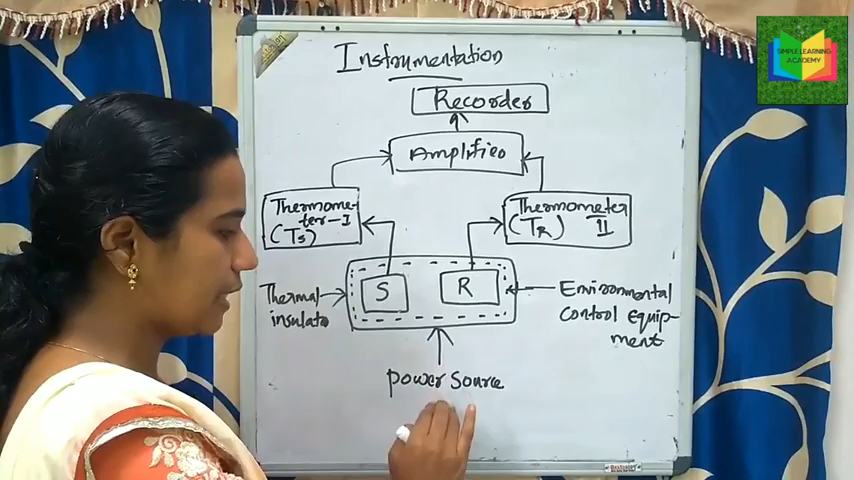 SIMPLE LEARNING
ACADEMY
Instrumentation
Recorder
Amplifies
Thermome-
ter-I
(Ts)
Thermometer
(TR) II
S
R
Thermal
insulato
Environmental
control equip-
ment
power source